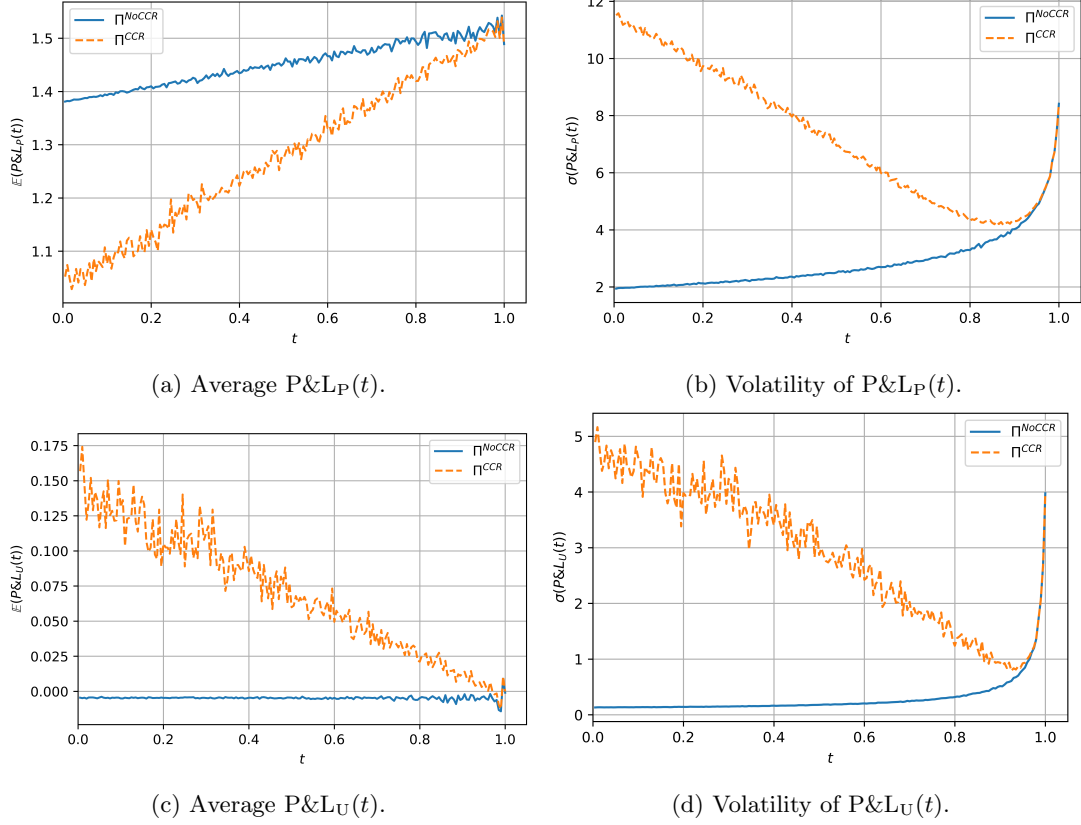 Π^NoCCR
Π^CCR
1.5
1.4
1.3
1.2
1.1
𝔼(P&L_P(t))
0.0 0.2 0.4 0.6 0.8 1.0
t
(a) Average P&L_P(t).
Π^NoCCR
Π^CCR
12
10
8
6
4
2
σ(P&L_P(t))
0.0 0.2 0.4 0.6 0.8 1.0
t
(b) Volatility of P&L_P(t).
Π^NoCCR
Π^CCR
0.175
0.150
0.125
0.100
0.075
0.050
0.025
0.000
𝔼(P&L_U(t))
0.0 0.2 0.4 0.6 0.8 1.0
t
(c) Average P&L_U(t).
Π^NoCCR
Π^CCR
5
4
3
2
1
0
σ(P&L_U(t))
0.0 0.2 0.4 0.6 0.8 1.0
t
(d) Volatility of P&L_U(t).